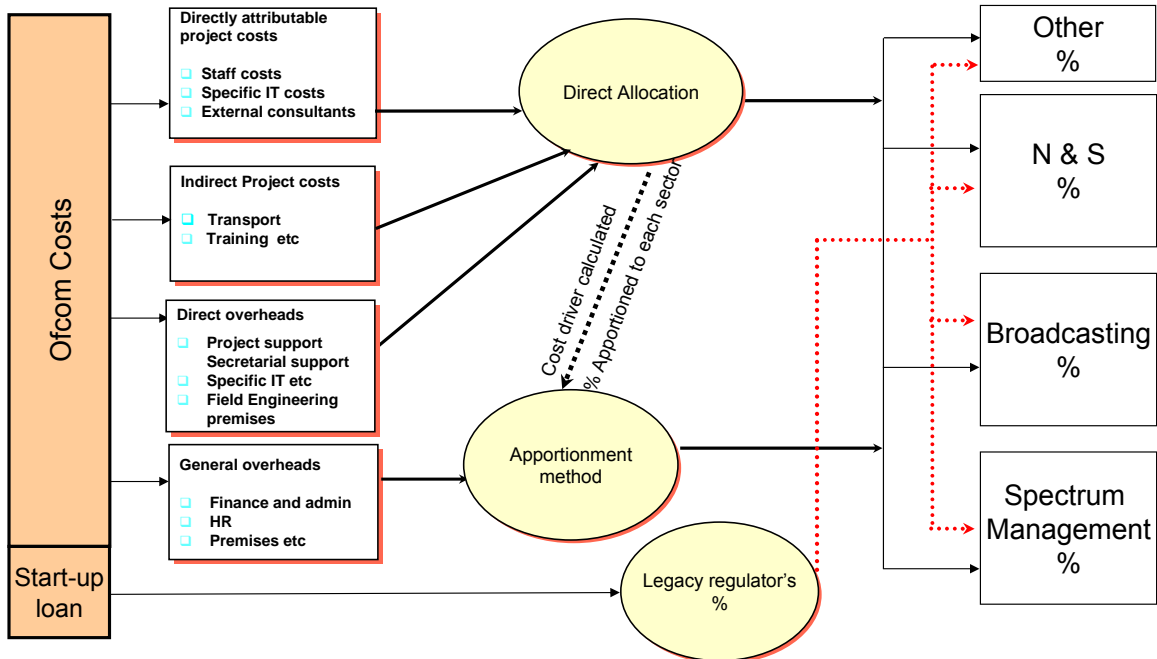 Ofcom Costs
Start-up
loan
Directly attributable
project costs
Staff costs
Specific IT costs
External consultants
Indirect Project costs
Transport
Training etc
Direct overheads
Project support
Secretarial support
Specific IT etc
Field Engineering
premises
General overheads
Finance and admin
HR
Premises etc
Direct Allocation
Cost driver calculated
% Apportioned to each sector
Apportionment
method
Legacy regulator's
%
Other
%
N & S
%
Broadcasting
%
Spectrum
Management
%